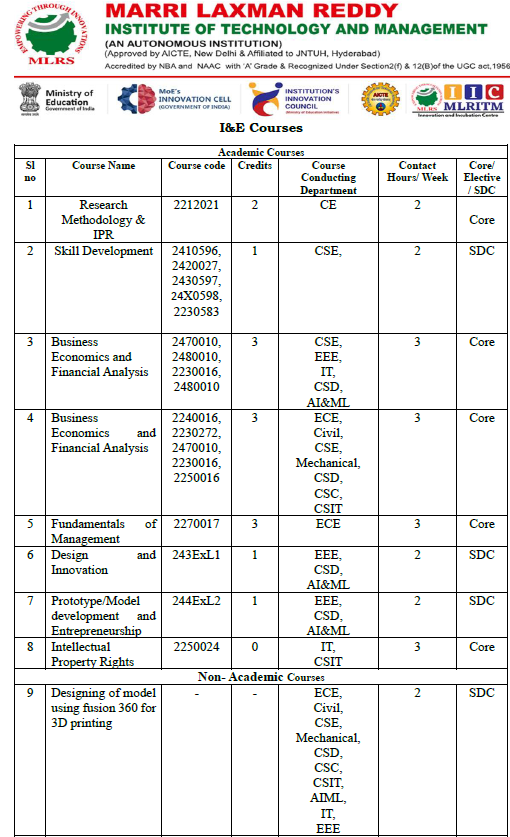 EMPOWERING THROUGH INNOVATIONS
MLRS
MARRI LAXMAN REDDY
INSTITUTE OF TECHNOLOGY AND MANAGEMENT
(AN AUTONOMOUS INSTITUTION)
(Approved by AICTE, New Delhi & Affiliated to JNTUH, Hyderabad)
Accredited by NBA and NAAC with 'A' Grade & Recognized Under Section2(f) & 12(B)of the UGC act,1956
Ministry of
Education
Government of India
MoE's
INNOVATION CELL
(GOVERNMENT OF INDIA)
INSTITUTION'S
INNOVATION
COUNCIL
AICTE
MLRS
IIC
MLRITM
Innovation and Incubation Centre
I&E Courses
Academic Courses
Sl no | Course Name | Course code | Credits | Course Conducting Department | Contact Hours/ Week | Core/ Elective / SDC
1 | Research Methodology & IPR | 2212021 | 2 | CE | 2 | Core
2 | Skill Development | 2410596, 2420027, 2430597, 24X0598, 2230583 | 1 | CSE, | 2 | SDC
3 | Business Economics and Financial Analysis | 2470010, 2480010, 2230016, 2480010 | 3 | CSE, EEE, IT, CSD, AI&ML | 3 | Core
4 | Business Economics and Financial Analysis | 2240016, 2230272, 2470010, 2230016, 2250016 | 3 | ECE, Civil, CSE, Mechanical, CSD, CSC, CSIT | 3 | Core
5 | Fundamentals of Management | 2270017 | 3 | ECE | 3 | Core
6 | Design and Innovation | 243ExL1 | 1 | EEE, CSD, AI&ML | 2 | SDC
7 | Prototype/Model development and Entrepreneurship | 244ExL2 | 1 | EEE, CSD, AI&ML | 2 | SDC
8 | Intellectual Property Rights | 2250024 | 0 | IT, CSIT | 3 | Core
Non- Academic Courses
9 | Designing of model using fusion 360 for 3D printing | - | - | ECE, Civil, CSE, Mechanical, CSD, CSC, CSIT, AIML, IT, EEE | 2 | SDC